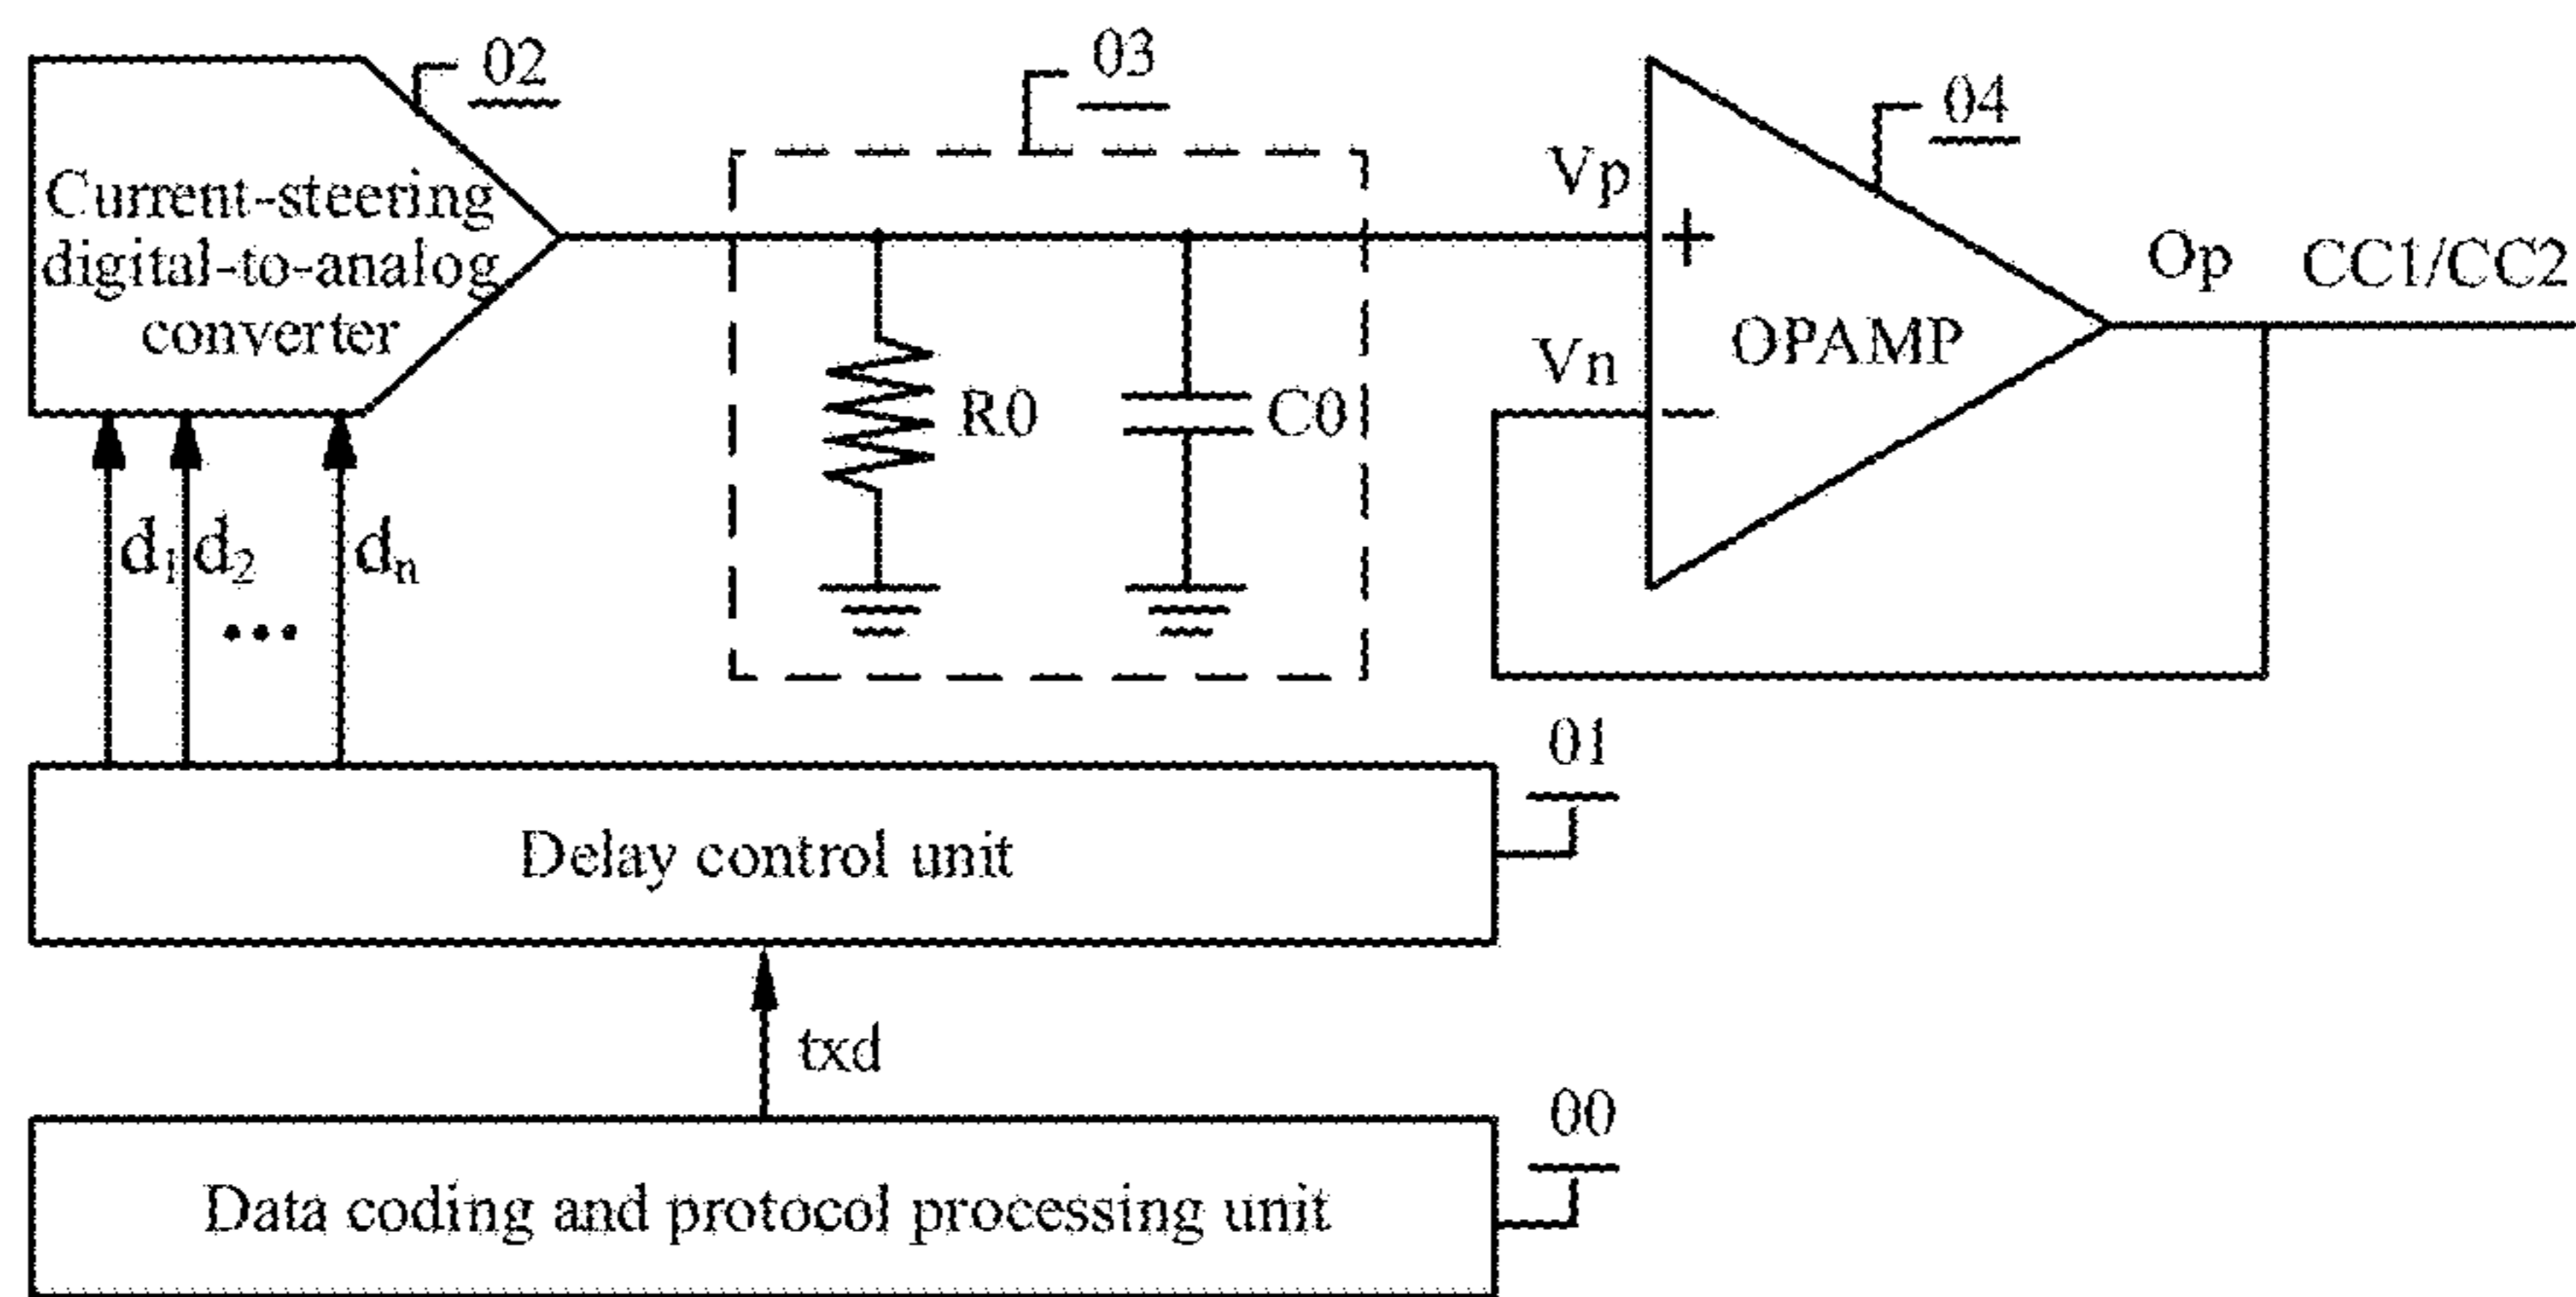 02
03
04
Current-steering
digital-to-analog
converter
Vp
+
Vn
−
OPAMP
Op
CC1/CC2
R0
C0
d₁
d₂
...
dₙ
01
Delay control unit
txd
00
Data coding and protocol processing unit